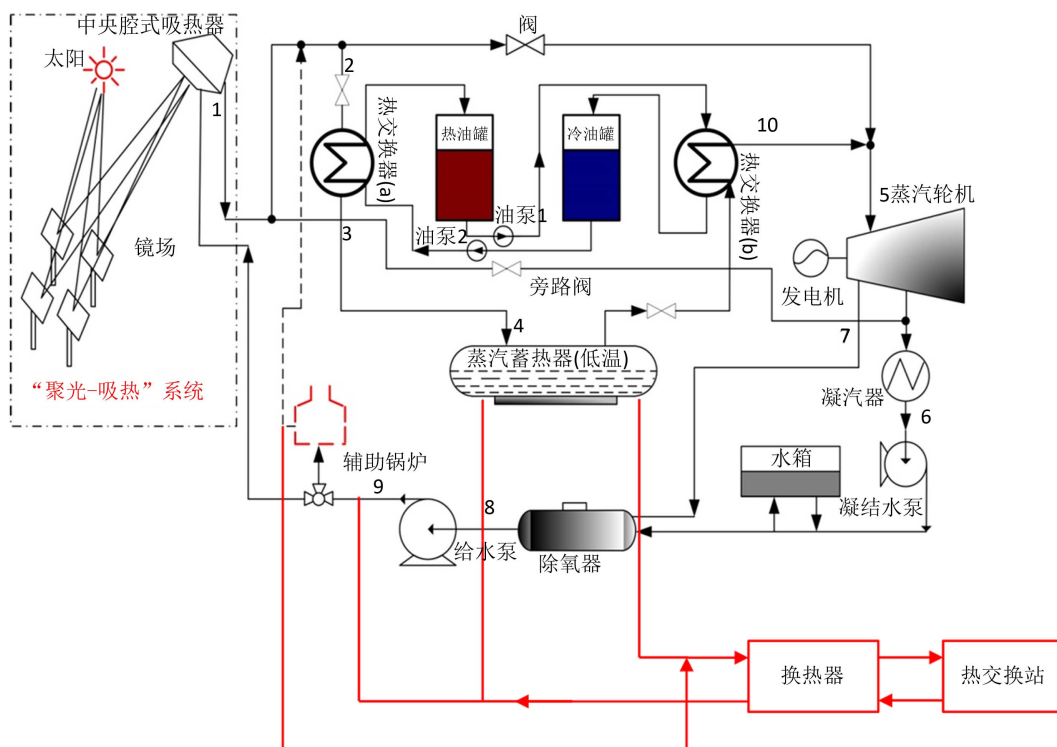 中央腔式吸热器
太阳
1
镜场
“聚光-吸热”系统
阀
2
热交换器(a)
热油罐
冷油罐
热交换器(b)
10
5蒸汽轮机
3
油泵1
油泵2
旁路阀
发电机
7
4
蒸汽蓄热器(低温)
凝汽器
6
辅助锅炉
9
8
给水泵
除氧器
水箱
凝结水泵
换热器
热交换站